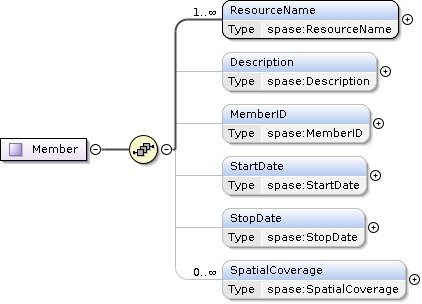 1..∞ ResourceName
Type spase:ResourceName
Description
Type spase:Description
MemberID
Type spase:MemberID
Member
StartDate
Type spase:StartDate
StopDate
Type spase:StopDate
0..∞ SpatialCoverage
Type spase:SpatialCoverage